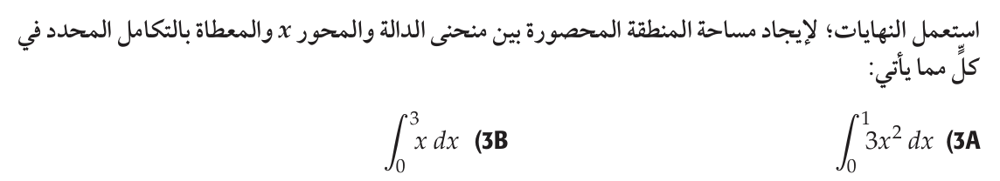 استعمل النهايات؛ لإيجاد مساحة المنطقة المحصورة بين منحنى الدالة والمحور x والمعطاة بالتكامل المحدد في
كلٍّ مما يأتي:
(3A ∫₀¹ 3x² dx (3B ∫₀³ x dx